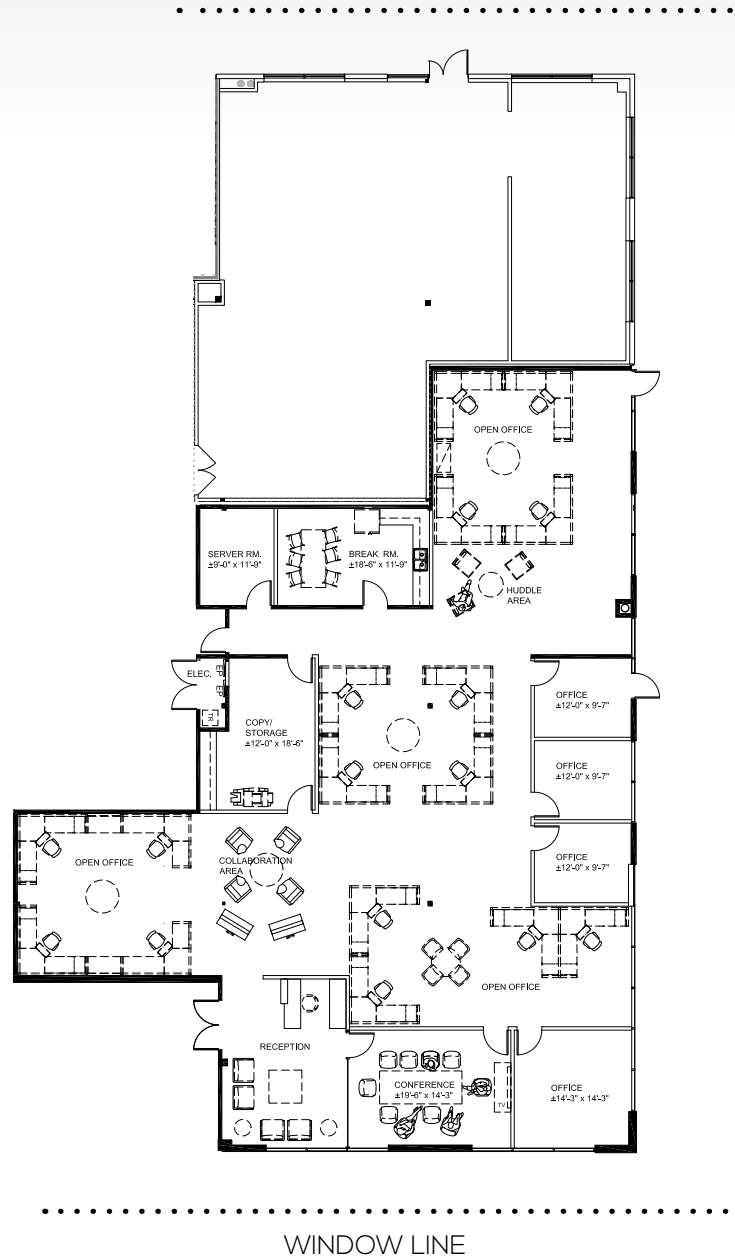 OPEN OFFICE
SERVER RM.
±9'-0" x 11'-9"
BREAK RM.
±18'-6" x 11'-9"
HUDDLE
AREA
ELEC.
EP
EP
TR
COPY/
STORAGE
±12'-0" x 18'-6"
OFFICE
±12'-0" x 9'-7"
OPEN OFFICE
OFFICE
±12'-0" x 9'-7"
OPEN OFFICE
COLLABORATION
AREA
OFFICE
±12'-0" x 9'-7"
OPEN OFFICE
RECEPTION
CONFERENCE
±19'-6" x 14'-3"
TV
OFFICE
±14'-3" x 14'-3"
WINDOW LINE